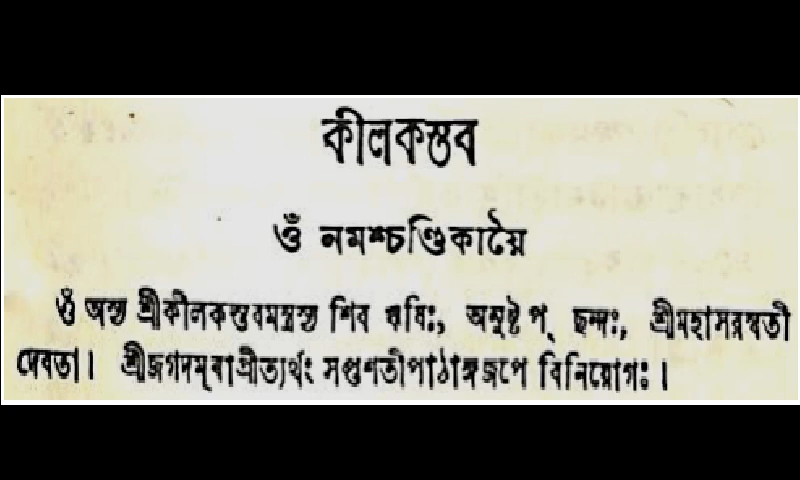 কীলকস্তব
ওঁ নমশ্চণ্ডিকায়ৈ
ওঁ অস্য শ্রীকীলকস্তবমন্ত্রস্য শিব ঋষিঃ, অনুষ্টপ্ ছন্দঃ, শ্রীমহাসরস্বতী
দেবতা। শ্রীজগদম্বাপ্রীত্যর্থং সপ্তশতীপাঠাঙ্গজপে বিনিয়োগঃ।